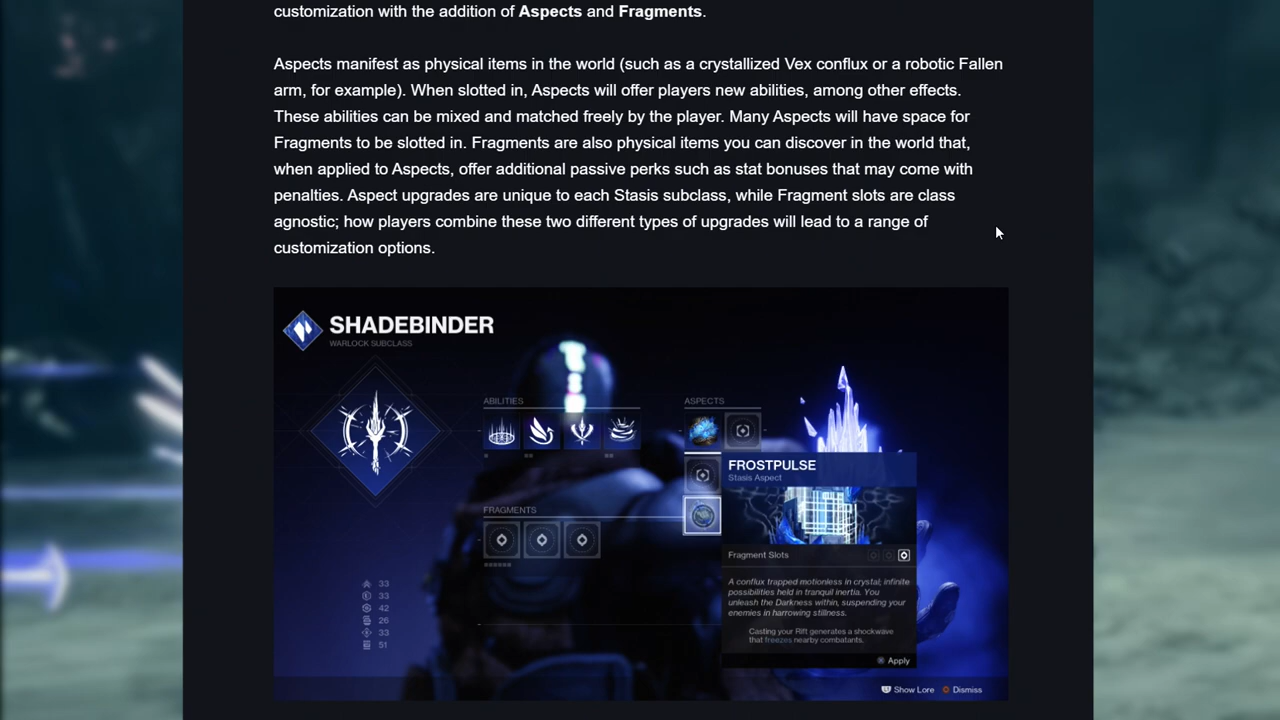 customization with the addition of Aspects and Fragments.
Aspects manifest as physical items in the world (such as a crystallized Vex conflux or a robotic Fallen
arm, for example). When slotted in, Aspects will offer players new abilities, among other effects.
These abilities can be mixed and matched freely by the player. Many Aspects will have space for
Fragments to be slotted in. Fragments are also physical items you can discover in the world that,
when applied to Aspects, offer additional passive perks such as stat bonuses that may come with
penalties. Aspect upgrades are unique to each Stasis subclass, while Fragment slots are class
agnostic; how players combine these two different types of upgrades will lead to a range of
customization options.
SHADEBINDER
WARLOCK SUBCLASS
ABILITIES
ASPECTS
FROSTPULSE
Stasis Aspect
FRAGMENTS
Fragment Slots
A conflux trapped motionless in crystal; infinite
possibilities held in tranquil inertia. You
unleash the Darkness within, suspending your
enemies in harrowing stillness.
Casting your Rift generates a shockwave
that freezes nearby combatants.
33
33
42
26
33
51
Apply
Show Lore
Dismiss